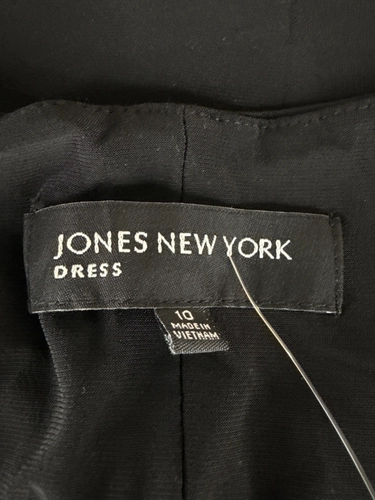 JONES NEW YORK
DRESS
10
MADE IN
VIETNAM